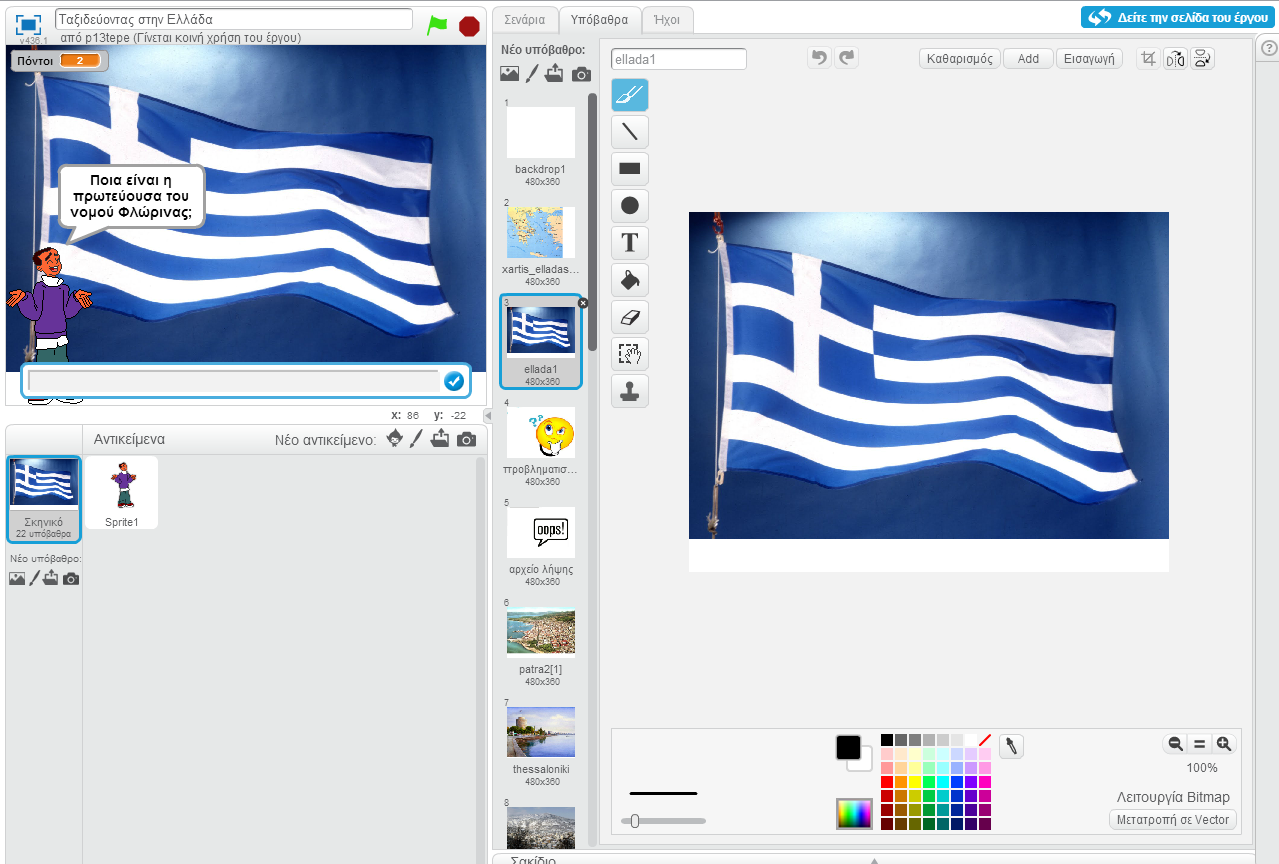 Ταξιδεύοντας στην Ελλάδα
v436.1
από p13tepe (Γίνεται κοινή χρήση του έργου)
Πόντοι 2
Ποια είναι η
πρωτεύουσα του
νομού Φλώρινας;
x: 86 y: -22
Αντικείμενα
Νέο αντικείμενο:
Σκηνικό
22 υπόβαθρα
Sprite1
Νέο υπόβαθρο:
Σενάρια
Υπόβαθρα
Ήχοι
Δείτε την σελίδα του έργου
?
Νέο υπόβαθρο:
1
backdrop1
480x360
2
xartis_elladas...
480x360
3
ellada1
480x360
4
??
προβληματισ...
480x360
5
oops!
αρχείο λήψης
480x360
6
patra2[1]
480x360
7
thessaloniki
480x360
8
ellada1
Καθαρισμός
Add
Εισαγωγή
T
100%
Λειτουργία Bitmap
Μετατροπή σε Vector
Σακίδιο